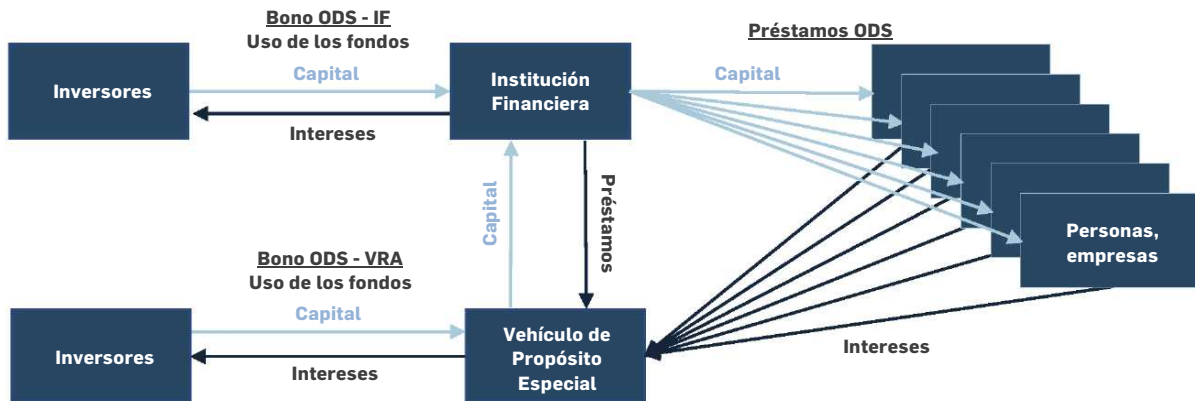 Bono ODS - IF
Uso de los fondos
Préstamos ODS
Inversores
Capital
Intereses
Institución
Financiera
Capital
Capital
Préstamos
Personas,
empresas
Bono ODS - VRA
Uso de los fondos
Inversores
Capital
Intereses
Vehículo de
Propósito
Especial
Intereses